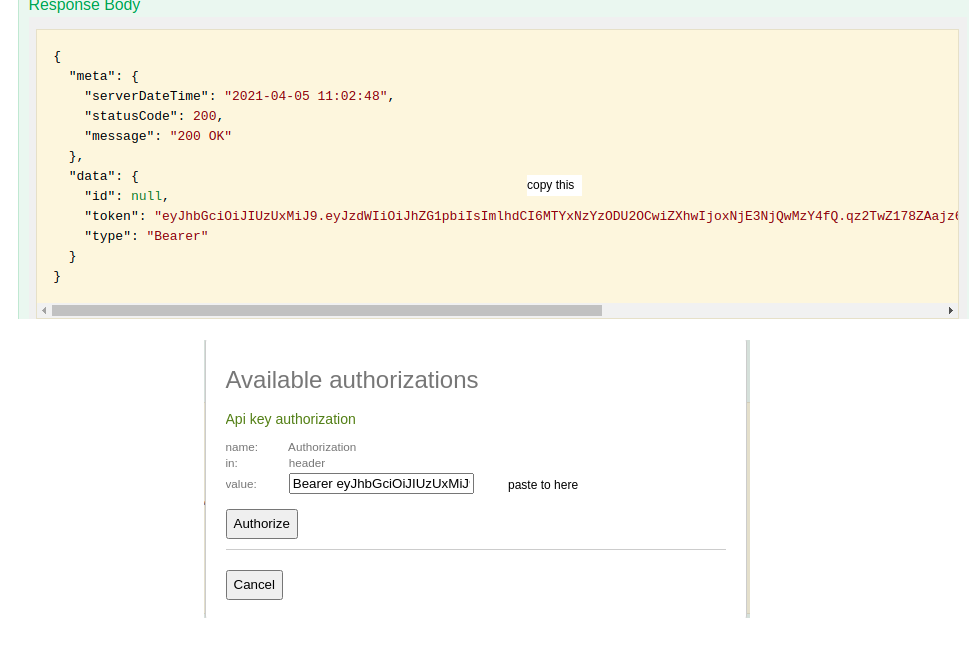 Response Body
{
"meta": {
"serverDateTime": "2021-04-05 11:02:48",
"statusCode": 200,
"message": "200 OK"
},
"data": {
"id": null,
copy this
"token": "eyJhbGciOiJIUzUxMiJ9.eyJzdWIiOiJhZG1pbiIsImlhdCI6MTYxNzYzODU2OCwiZXhwIjoxNjE3NjQwMzY4fQ.qz2TwZ178ZAajz6
"type": "Bearer"
}
}
Available authorizations
Api key authorization
name: Authorization
in: header
value: Bearer eyJhbGciOiJIUzUxMiJ paste to here
Authorize
Cancel